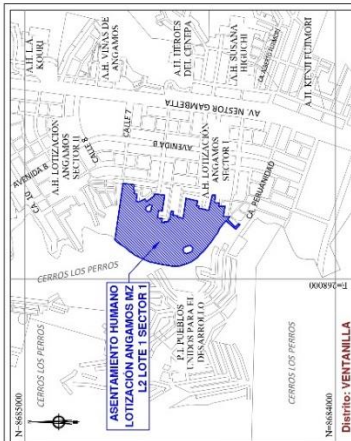 A.H. L.A.
KOURI
A.H. VIÑAS DE
ANGAMOS
A.H. HEROES
DEL CENEPA
A.H. SUSANA
HIGUCHI
A.H. KENJI FUJIMORI
AV. NESTOR GAMBETTA
CALLE 7
AVENIDA B
CALLE 8
A.H. LOTIZACION
ANGAMOS
SECTOR II
AVENIDA B
CA. 10
A.H. LOTIZACION
ANGAMOS
SECTOR I
CA. PERUANIDAD
CERROS LOS PERROS
ASENTAMIENTO HUMANO
LOTIZACIÓN ANGAMOS MZ
L2 LOTE 1 SECTOR 1
P.I. PUEBLOS
UNIDOS PARA EL
DESARROLLO
CERROS LOS PERROS
CERROS LOS PERROS
N=8685000
N=8684000
E=268000
Distrito: VENTANILLA